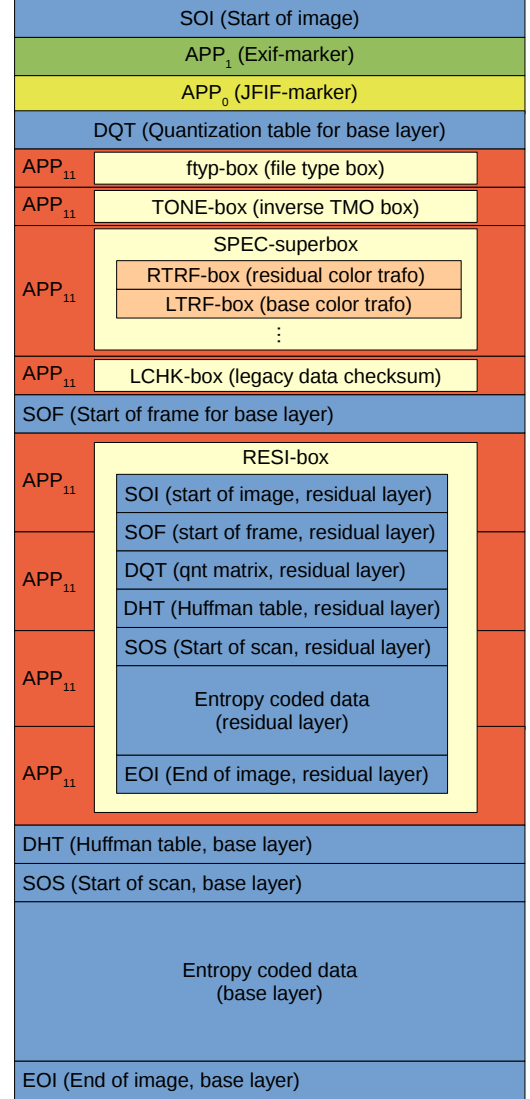 SOI (Start of image)
APP₁ (Exif-marker)
APP₀ (JFIF-marker)
DQT (Quantization table for base layer)
APP₁₁ ftyp-box (file type box)
APP₁₁ TONE-box (inverse TMO box)
SPEC-superbox
RTRF-box (residual color trafo)
APP₁₁
LTRF-box (base color trafo)
⋮
APP₁₁ LCHK-box (legacy data checksum)
SOF (Start of frame for base layer)
RESI-box
APP₁₁
SOI (start of image, residual layer)
SOF (start of frame, residual layer)
APP₁₁
DQT (qnt matrix, residual layer)
DHT (Huffman table, residual layer)
SOS (Start of scan, residual layer)
APP₁₁
Entropy coded data
(residual layer)
APP₁₁
EOI (End of image, residual layer)
DHT (Huffman table, base layer)
SOS (Start of scan, base layer)
Entropy coded data
(base layer)
EOI (End of image, base layer)